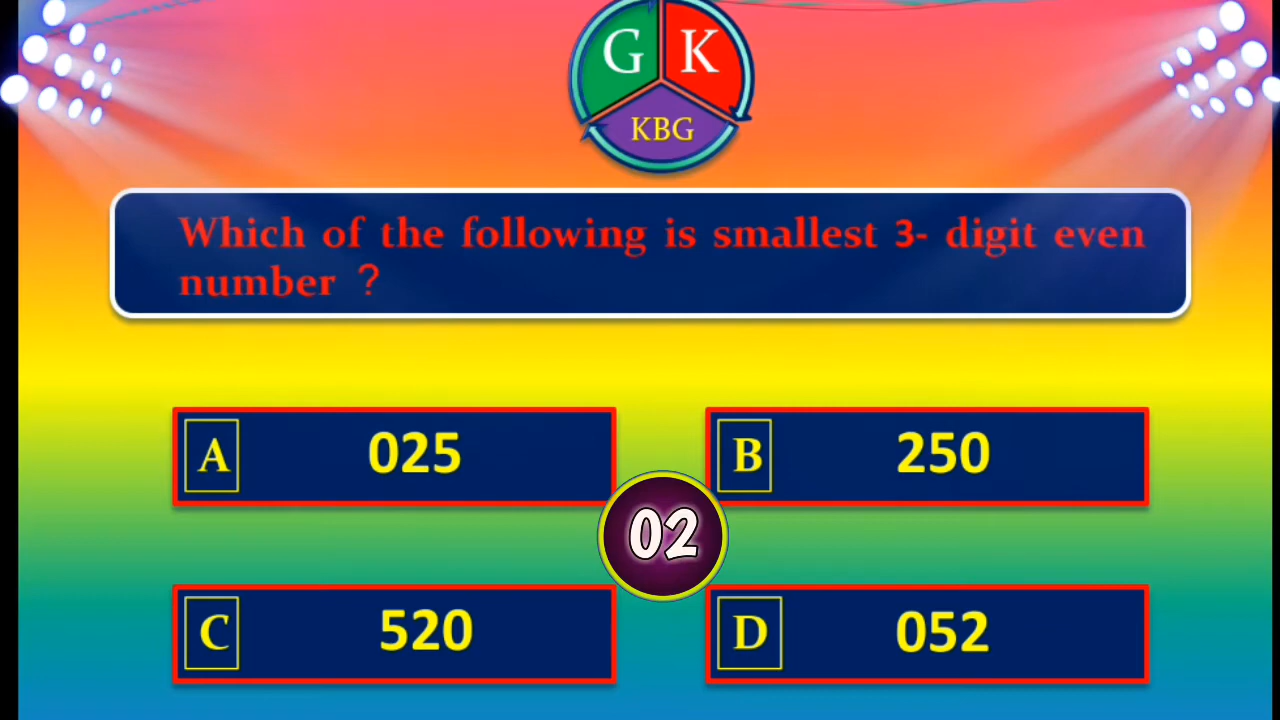 G K
KBG
Which of the following is smallest 3- digit even
number ?
A 025
B 250
02
C 520
D 052